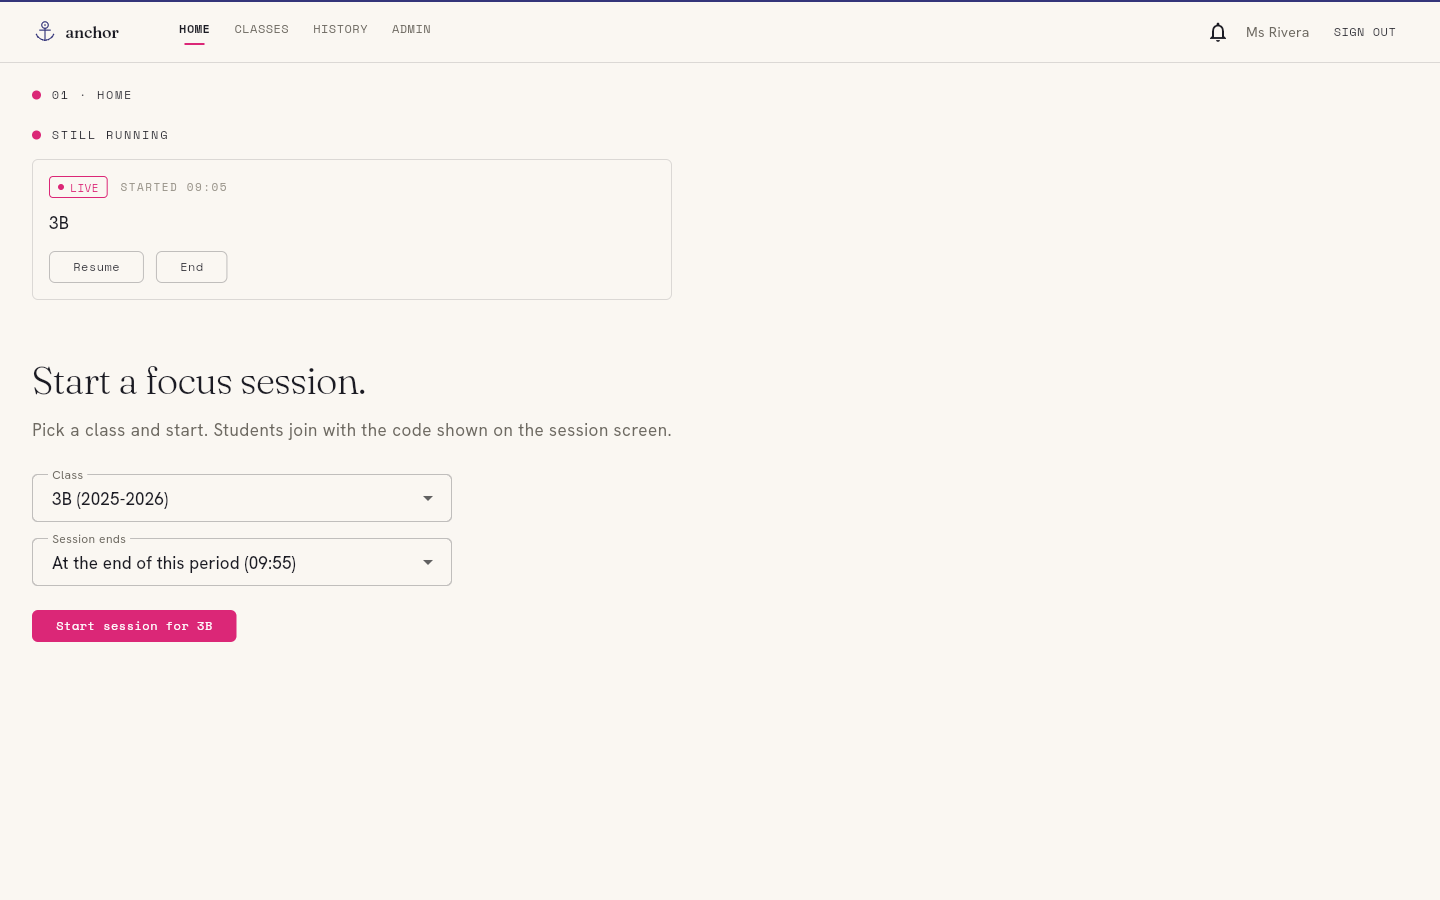 anchor
HOME CLASSES HISTORY ADMIN
Ms Rivera SIGN OUT
01 · HOME
STILL RUNNING
LIVE STARTED 09:05
3B
Resume End
Start a focus session.
Pick a class and start. Students join with the code shown on the session screen.
Class
3B (2025-2026)
Session ends
At the end of this period (09:55)
Start session for 3B